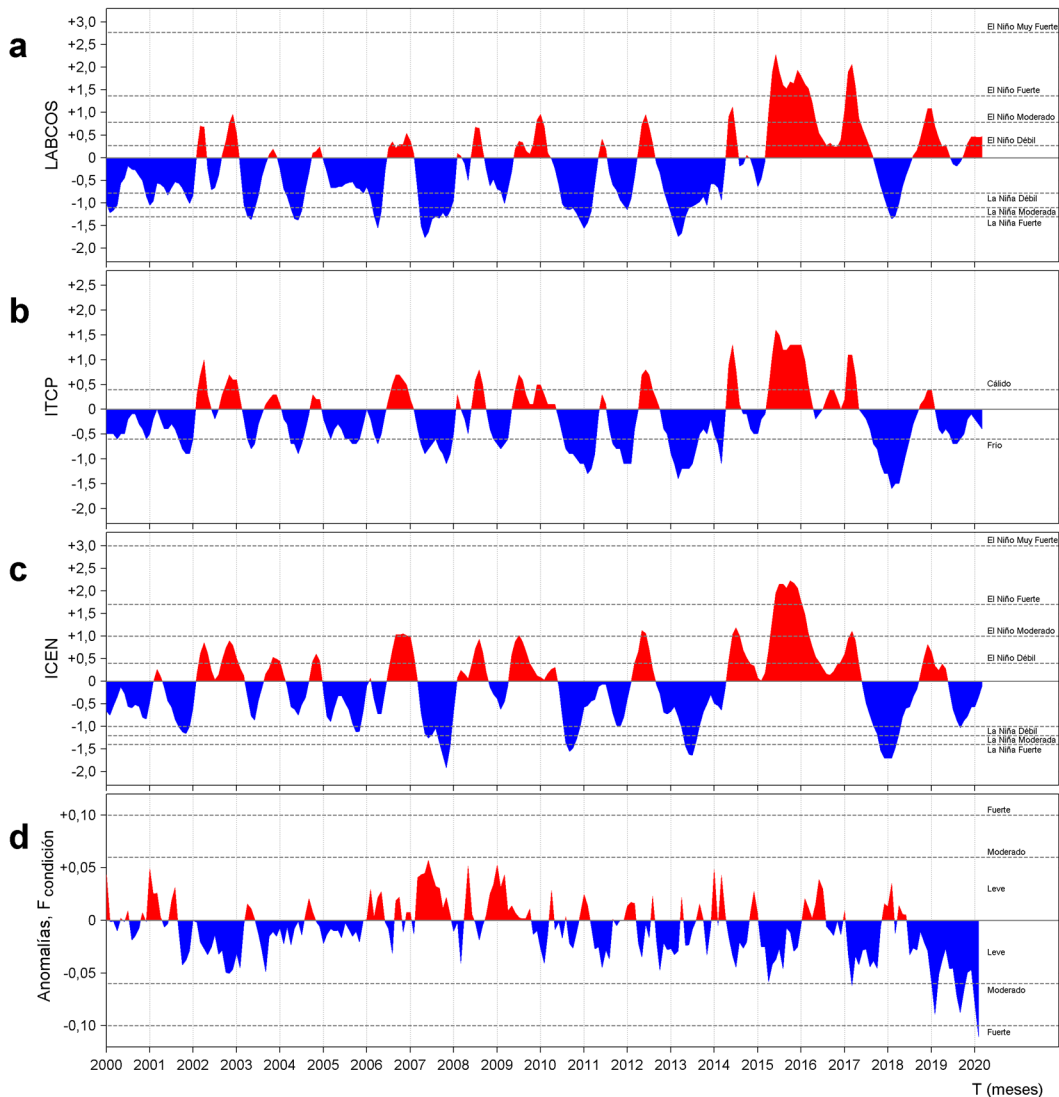 a
LABCOS
+3,0
+2,5
+2,0
+1,5
+1,0
+0,5
0
-0,5
-1,0
-1,5
-2,0
El Niño Muy Fuerte
El Niño Fuerte
El Niño Moderado
El Niño Débil
La Niña Débil
La Niña Moderada
La Niña Fuerte
b
ITCP
+2,5
+2,0
+1,5
+1,0
+0,5
0
-0,5
-1,0
-1,5
-2,0
Cálido
Frio
c
ICEN
+3,0
+2,5
+2,0
+1,5
+1,0
+0,5
0
-0,5
-1,0
-1,5
-2,0
El Niño Muy Fuerte
El Niño Fuerte
El Niño Moderado
El Niño Débil
La Niña Débil
La Niña Moderada
La Niña Fuerte
d
Anomalías, Fcondición
+0,10
+0,05
0
-0,05
-0,10
Fuerte
Moderado
Leve
Leve
Moderado
Fuerte
2000 2001 2002 2003 2004 2005 2006 2007 2008 2009 2010 2011 2012 2013 2014 2015 2016 2017 2018 2019 2020
T (meses)